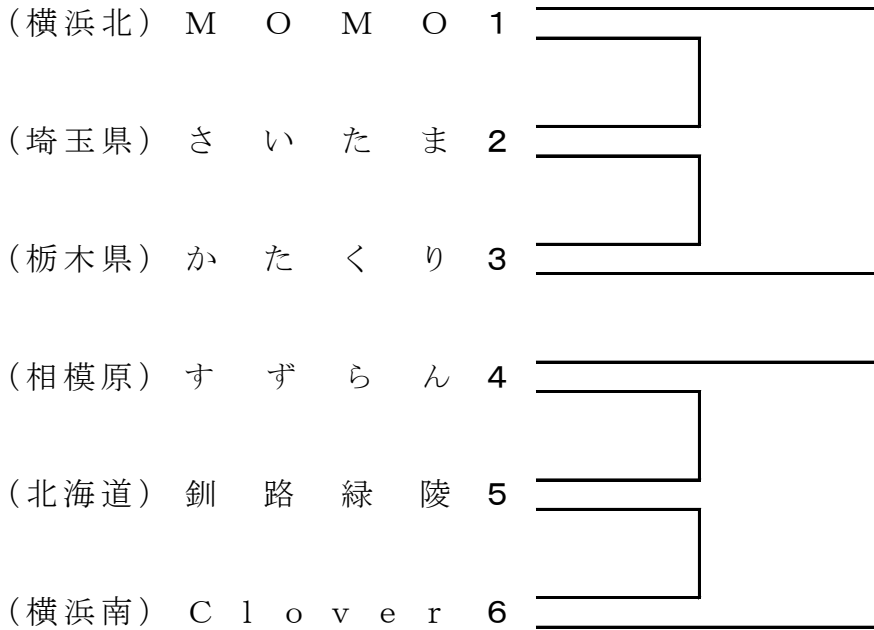 (横浜北) MOMO 1
(埼玉県) さいたま 2
(栃木県) かたくり 3
(相模原) すずらん 4
(北海道) 釧路緑陵 5
(横浜南) Clover 6